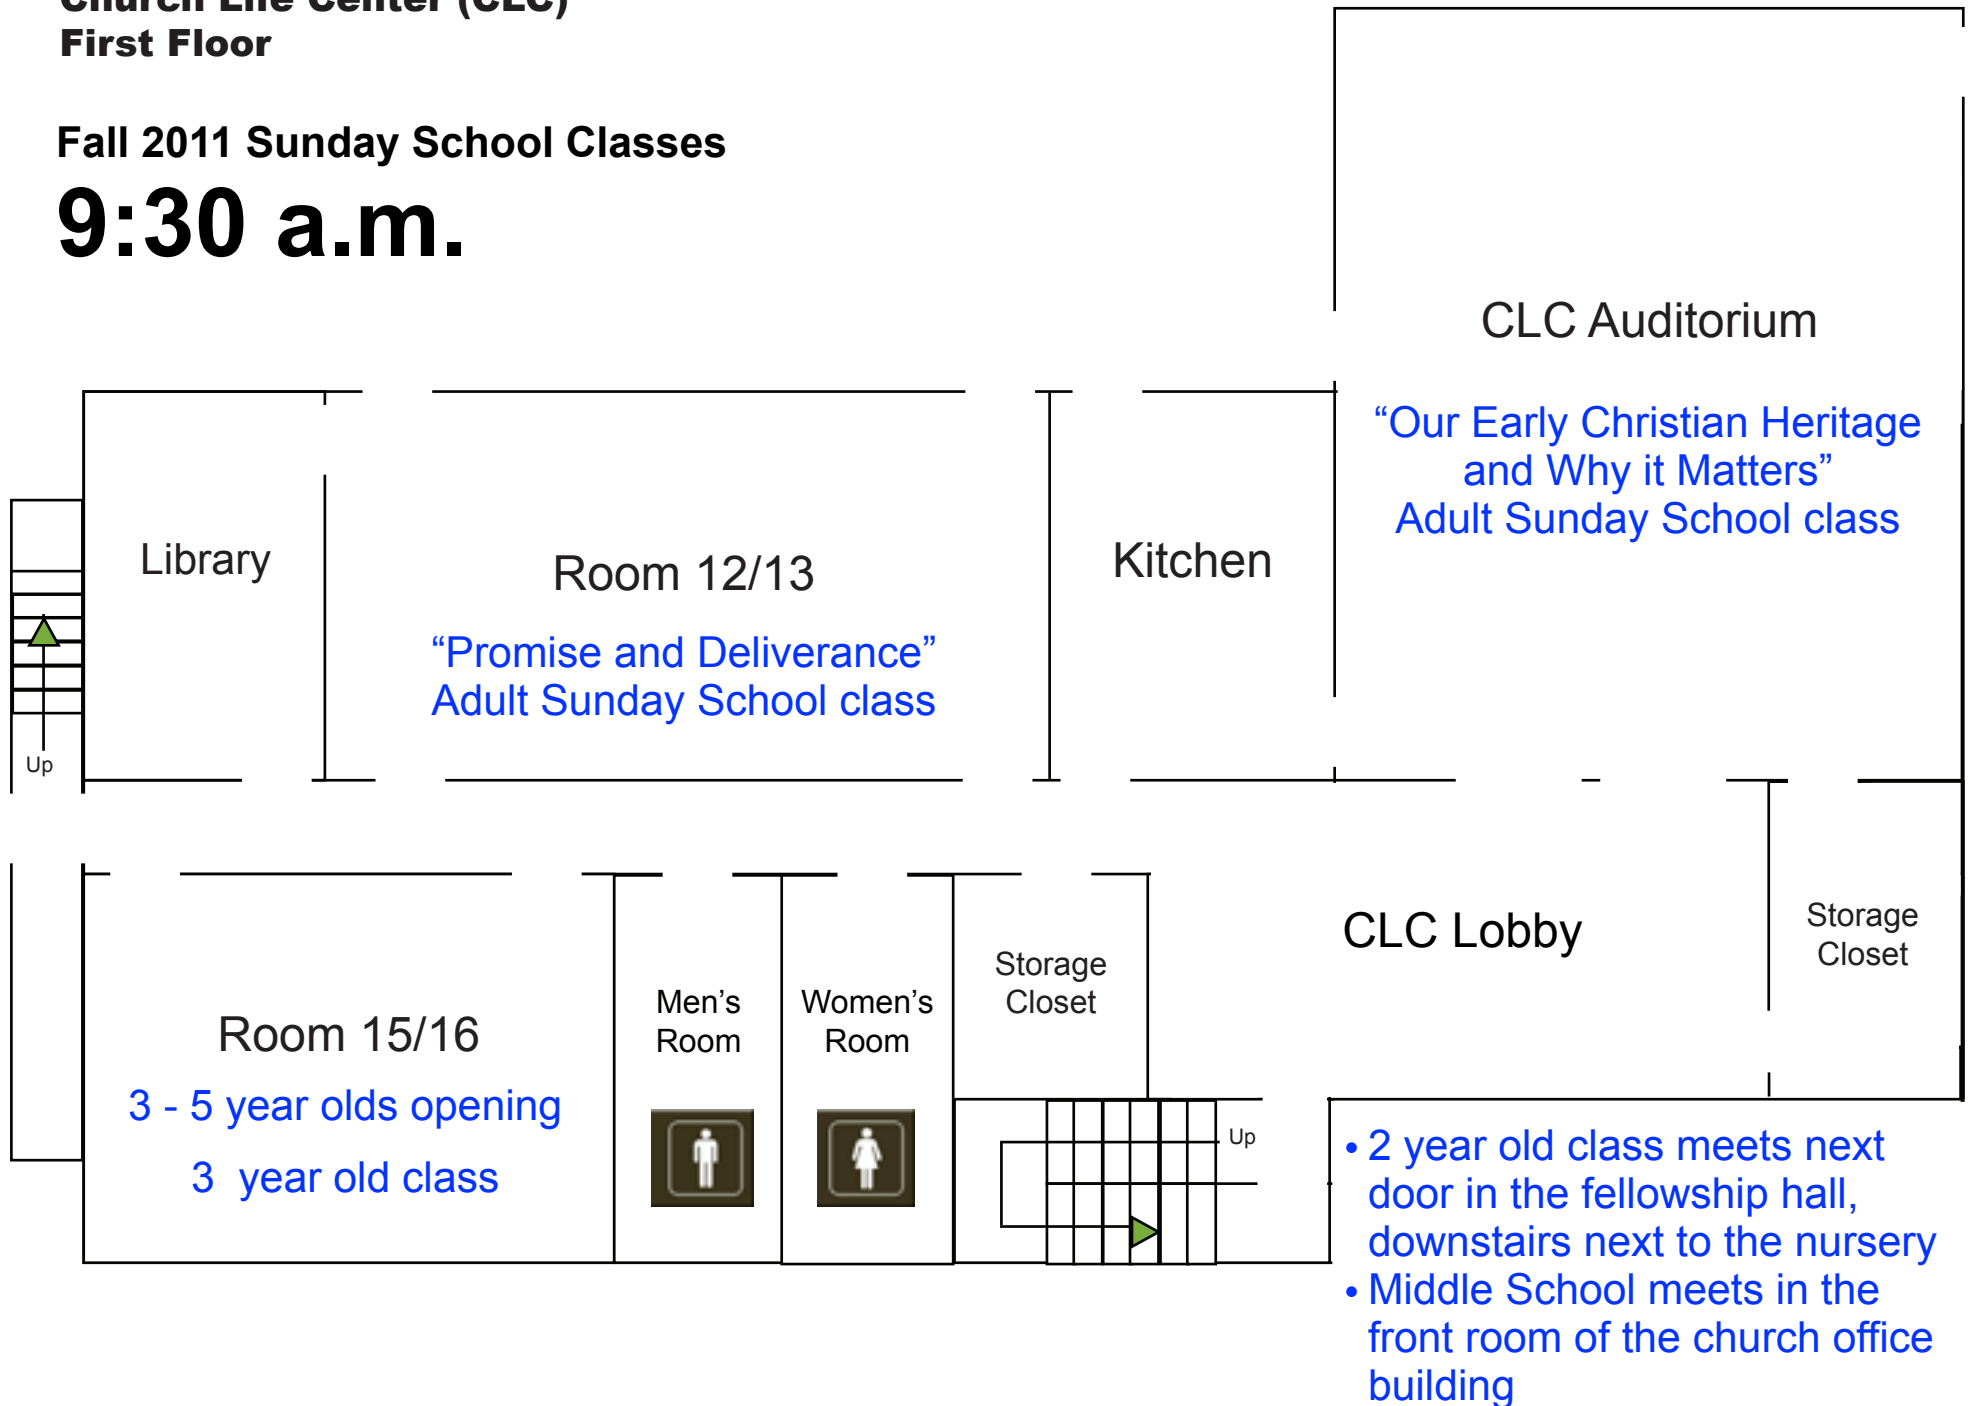 Church Life Center (CLC)
First Floor
Fall 2011 Sunday School Classes
9:30 a.m.
CLC Auditorium
“Our Early Christian Heritage
and Why it Matters”
Adult Sunday School class
Library
Room 12/13
“Promise and Deliverance”
Adult Sunday School class
Kitchen
Up
CLC Lobby
Storage
Closet
Storage
Closet
Men’s
Room
Women’s
Room
Room 15/16
3 - 5 year olds opening
3 year old class
Up
• 2 year old class meets next
door in the fellowship hall,
downstairs next to the nursery
• Middle School meets in the
front room of the church office
building